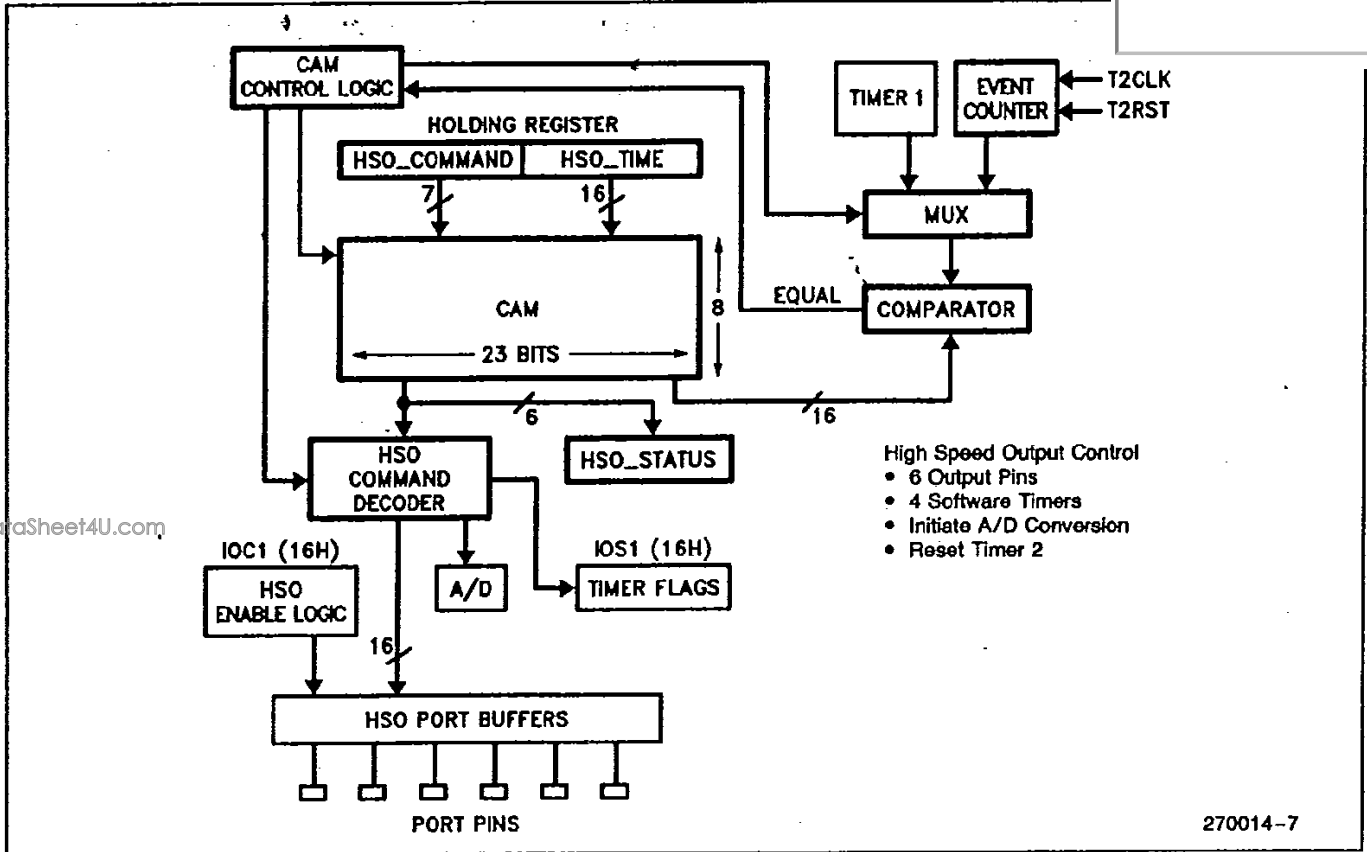 CAM
CONTROL LOGIC
TIMER 1
EVENT
COUNTER
T2CLK
T2RST
HOLDING REGISTER
HSO_COMMAND
HSO_TIME
7
16
MUX
CAM
8
EQUAL
COMPARATOR
23 BITS
6
16
HSO
COMMAND
DECODER
HSO_STATUS
High Speed Output Control
• 6 Output Pins
• 4 Software Timers
• Initiate A/D Conversion
• Reset Timer 2
taSheet4U.com
IOC1 (16H)
HSO
ENABLE LOGIC
A/D
IOS1 (16H)
TIMER FLAGS
16
HSO PORT BUFFERS
PORT PINS
270014-7